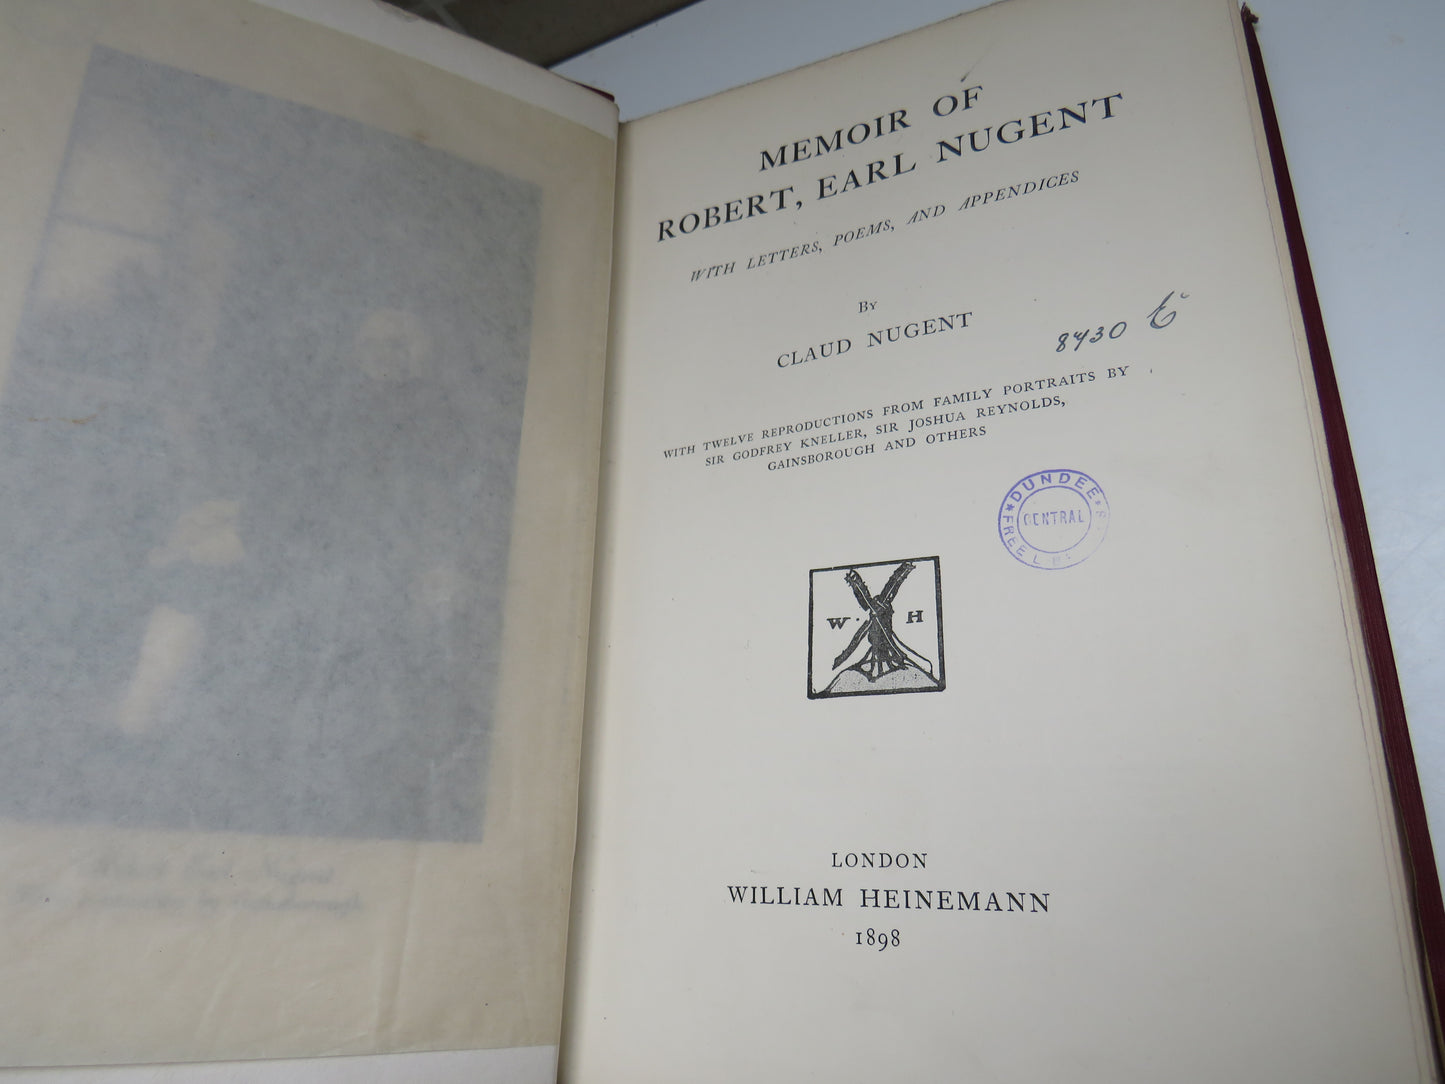 MEMOIR OF
ROBERT, EARL NUGENT
WITH LETTERS, POEMS, AND APPENDICES
BY
CLAUD NUGENT
8430
WITH TWELVE REPRODUCTIONS FROM FAMILY PORTRAITS BY
SIR GODFREY KNELLER, SIR JOSHUA REYNOLDS,
GAINSBOROUGH AND OTHERS
DUNDEE
CENTRAL
FREE
W. H
LONDON
WILLIAM HEINEMANN
1898